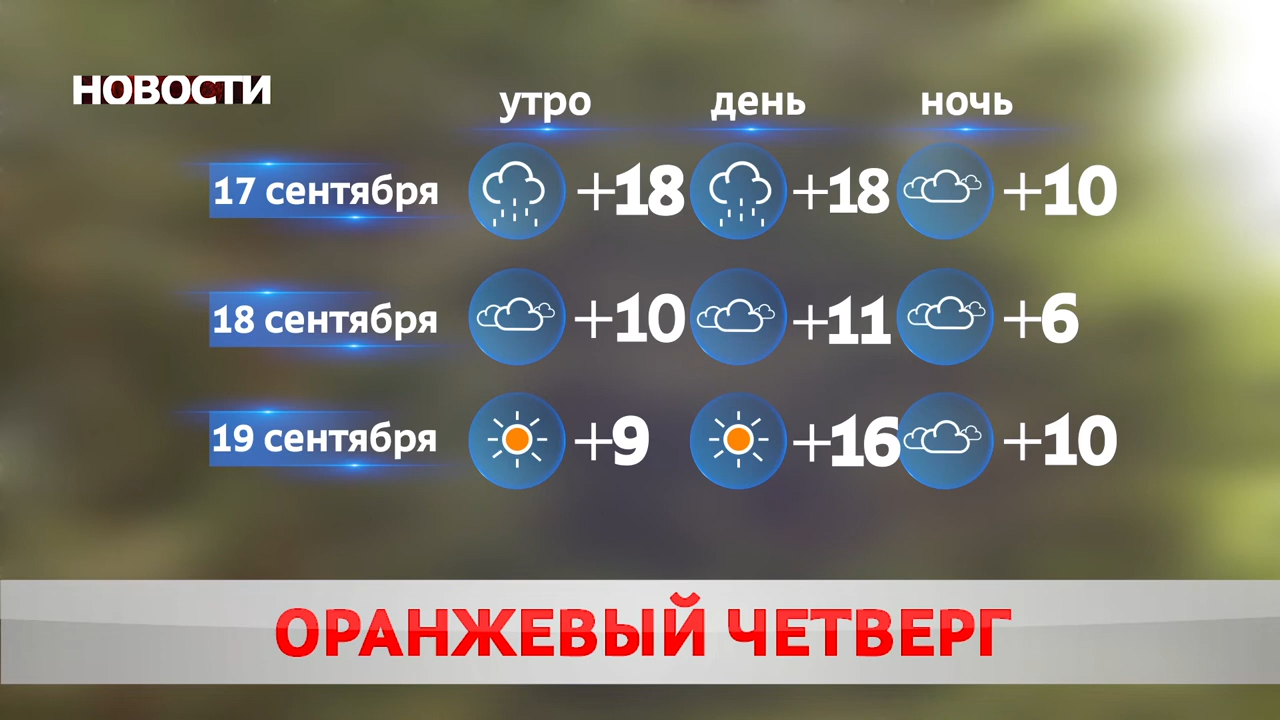 НОВОСТИ
утро день ночь
17 сентября +18 +18 +10
18 сентября +10 +11 +6
19 сентября +9 +16 +10
ОРАНЖЕВЫЙ ЧЕТВЕРГ